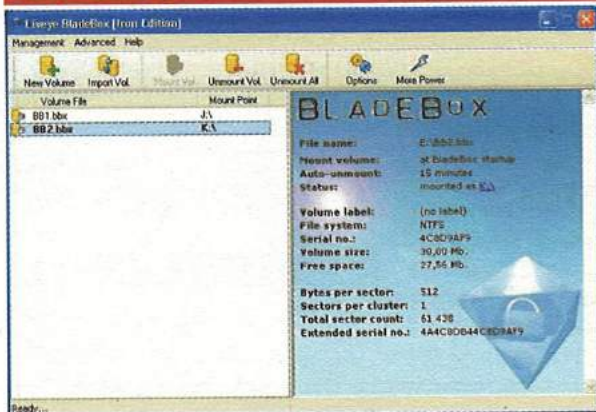 Liveye BladeBox [Iron Edition]
Management Advanced Help
New Volume Import Vol. Mount Vol. Unmount Vol. Unmount All Options More Power
Volume File Mount Point
BB1.bbx J:\
BB2.bbx K:\
BLADEBOX
File name: E:\BB2.bbx
Mount volume: at BladeBox startup
Auto-unmount: 15 minutes
Status: mounted as K:\
Volume label: (no label)
File system: NTFS
Serial no.: 4C8D9AF9
Volume size: 30,00 Mb.
Free space: 27,56 Mb.
Bytes per sector: 512
Sectors per cluster: 1
Total sector count: 61 438
Extended serial no.: 4A4C8DB44C8D9AF9
Ready...